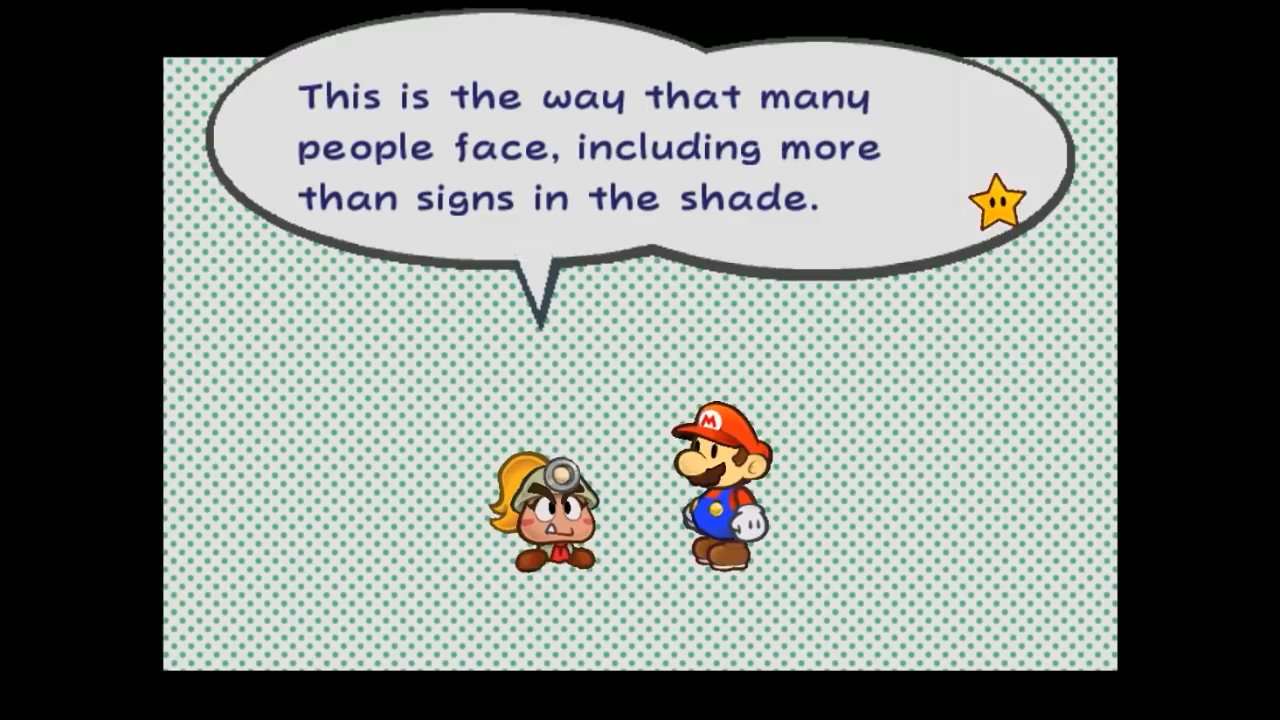 This is the way that many
people face, including more
than signs in the shade.
M